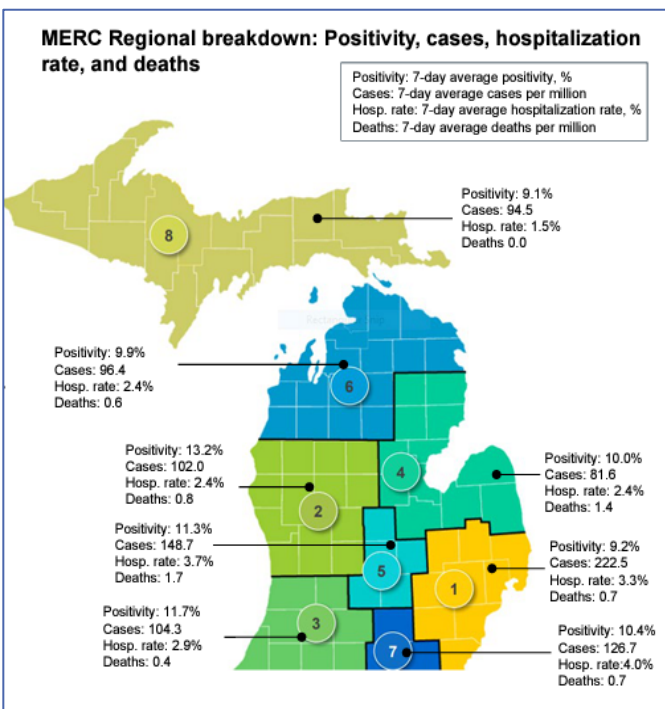 MERC Regional breakdown: Positivity, cases, hospitalization
rate, and deaths
Positivity: 7-day average positivity, %
Cases: 7-day average cases per million
Hosp. rate: 7-day average hospitalization rate, %
Deaths: 7-day average deaths per million
Positivity: 9.1%
Cases: 94.5
Hosp. rate: 1.5%
Deaths 0.0
8
Positivity: 9.9%
Cases: 96.4
Hosp. rate: 2.4%
Deaths: 0.6
6
Positivity: 13.2%
Cases: 102.0
Hosp. rate: 2.4%
Deaths: 0.8
2
4
Positivity: 10.0%
Cases: 81.6
Hosp. rate: 2.4%
Deaths: 1.4
Positivity: 11.3%
Cases: 148.7
Hosp. rate: 3.7%
Deaths: 1.7
5
1
Positivity: 9.2%
Cases: 222.5
Hosp. rate: 3.3%
Deaths: 0.7
Positivity: 11.7%
Cases: 104.3
Hosp. rate: 2.9%
Deaths: 0.4
3
7
Positivity: 10.4%
Cases: 126.7
Hosp. rate:4.0%
Deaths: 0.7